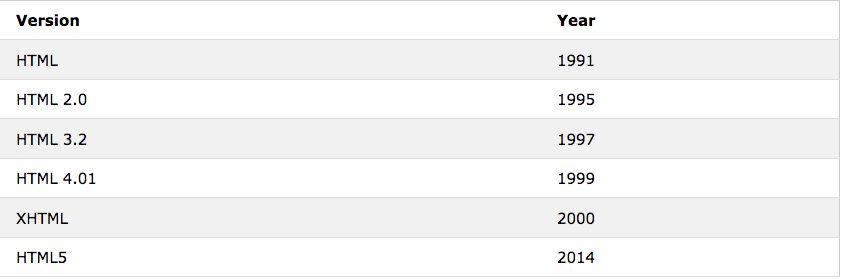 Version Year
HTML 1991
HTML 2.0 1995
HTML 3.2 1997
HTML 4.01 1999
XHTML 2000
HTML5 2014